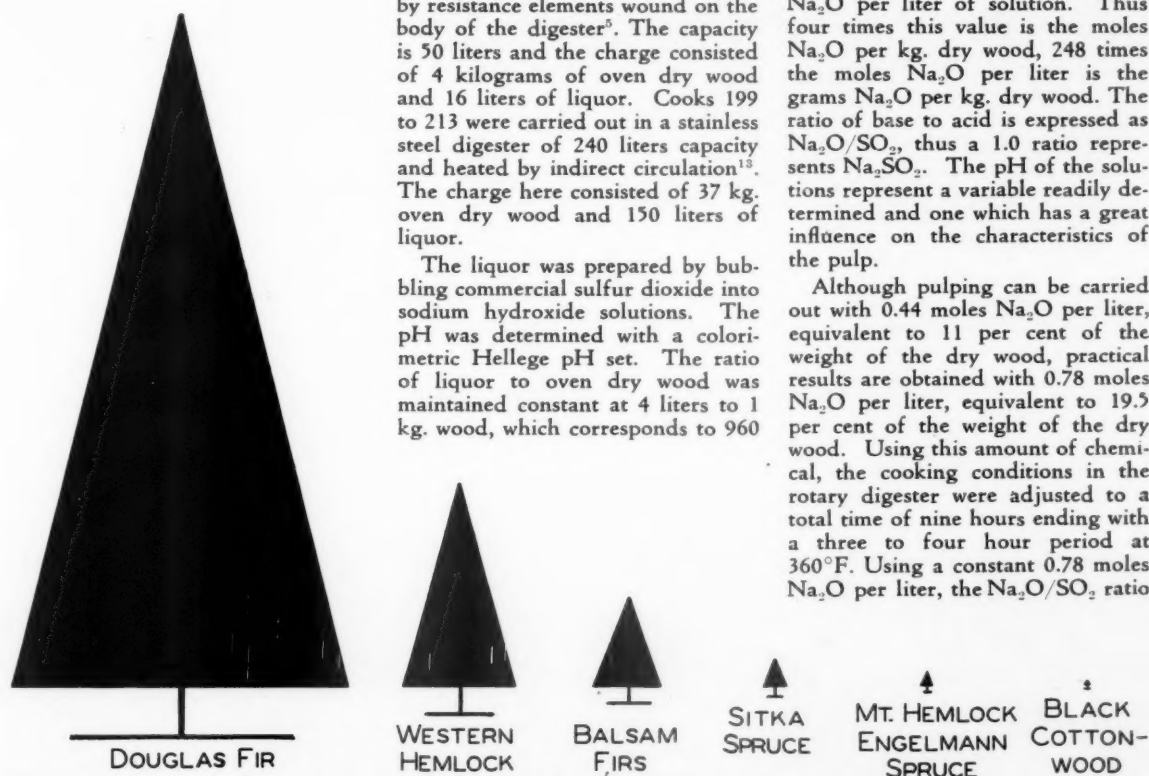 by resistance elements wound on the
body of the digester⁵. The capacity
is 50 liters and the charge consisted
of 4 kilograms of oven dry wood
and 16 liters of liquor. Cooks 199
to 213 were carried out in a stainless
steel digester of 240 liters capacity
and heated by indirect circulation¹³.
The charge here consisted of 37 kg.
oven dry wood and 150 liters of
liquor.
The liquor was prepared by bub-
bling commercial sulfur dioxide into
sodium hydroxide solutions. The
pH was determined with a colori-
metric Hellege pH set. The ratio
of liquor to oven dry wood was
maintained constant at 4 liters to 1
kg. wood, which corresponds to 960
Na₂O per liter of solution. Thus
four times this value is the moles
Na₂O per kg. dry wood, 248 times
the moles Na₂O per liter is the
grams Na₂O per kg. dry wood. The
ratio of base to acid is expressed as
Na₂O/SO₂, thus a 1.0 ratio repre-
sents Na₂SO₂. The pH of the solu-
tions represent a variable readily de-
termined and one which has a great
influence on the characteristics of
the pulp.
Although pulping can be carried
out with 0.44 moles Na₂O per liter,
equivalent to 11 per cent of the
weight of the dry wood, practical
results are obtained with 0.78 moles
Na₂O per liter, equivalent to 19.5
per cent of the weight of the dry
wood. Using this amount of chemi-
cal, the cooking conditions in the
rotary digester were adjusted to a
total time of nine hours ending with
a three to four hour period at
360°F. Using a constant 0.78 moles
Na₂O per liter, the Na₂O/SO₂ ratio
DOUGLAS FIR
WESTERN
HEMLOCK
BALSAM
FIRS
SITKA
SPRUCE
MT. HEMLOCK
ENGELMANN
SPRUCE
BLACK
COTTON-
WOOD